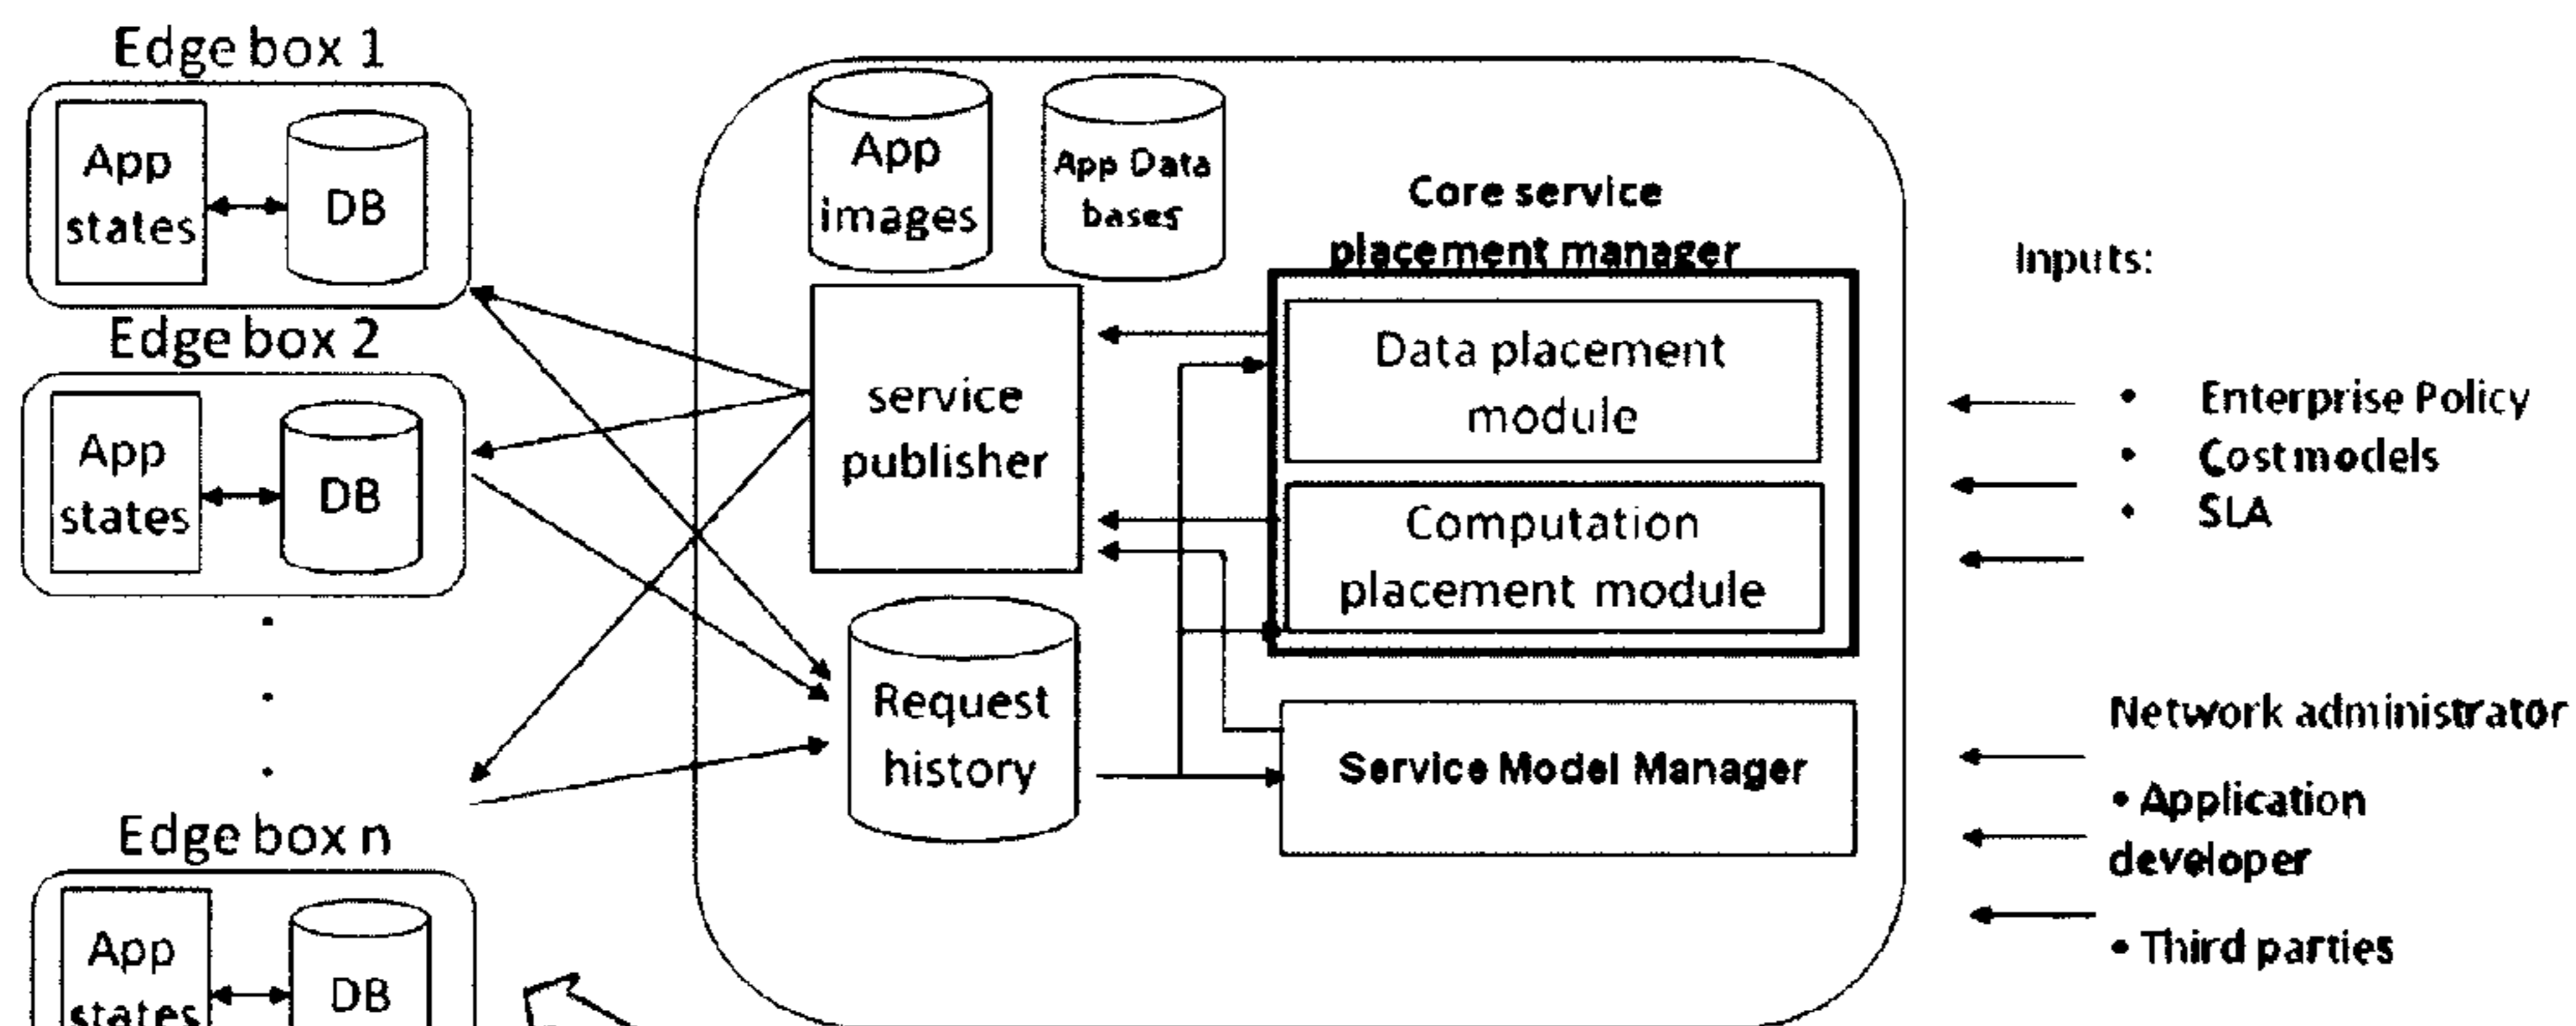 Edge box 1
App
states
DB
Edge box 2
App
states
DB
Edge box n
App
states
DB
App
images
App Data
bases
Core service
placement manager
service
publisher
Data placement
module
Computation
placement module
Request
history
Service Model Manager
Inputs:
• Enterprise Policy
• Cost models
• SLA
Network administrator
• Application
developer
• Third parties